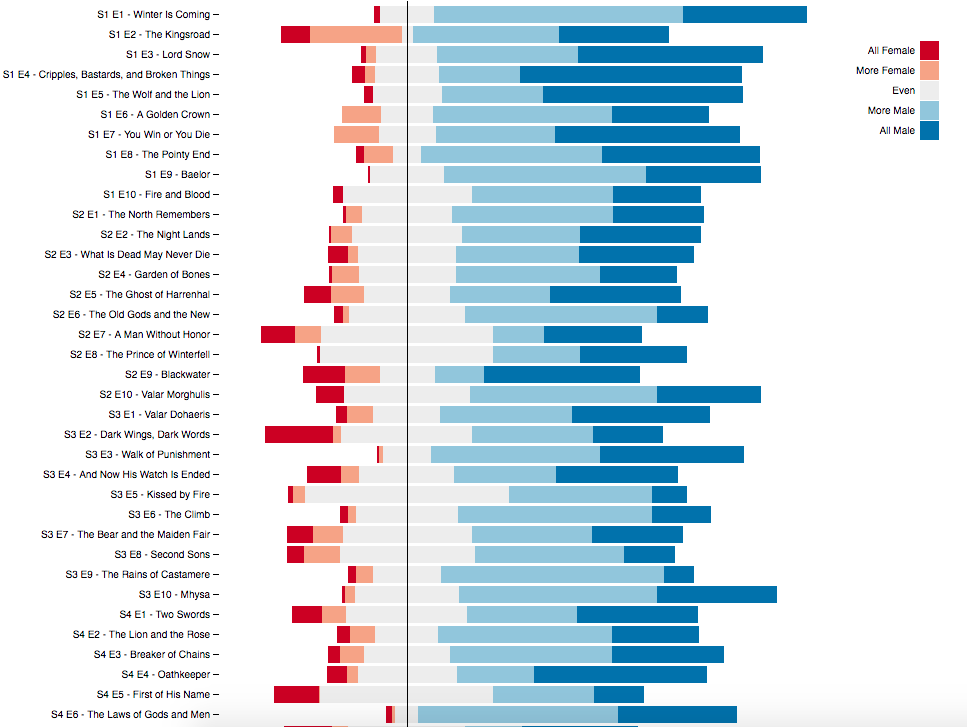 S1 E1 - Winter Is Coming
S1 E2 - The Kingsroad
S1 E3 - Lord Snow
S1 E4 - Cripples, Bastards, and Broken Things
S1 E5 - The Wolf and the Lion
S1 E6 - A Golden Crown
S1 E7 - You Win or You Die
S1 E8 - The Pointy End
S1 E9 - Baelor
S1 E10 - Fire and Blood
S2 E1 - The North Remembers
S2 E2 - The Night Lands
S2 E3 - What Is Dead May Never Die
S2 E4 - Garden of Bones
S2 E5 - The Ghost of Harrenhal
S2 E6 - The Old Gods and the New
S2 E7 - A Man Without Honor
S2 E8 - The Prince of Winterfell
S2 E9 - Blackwater
S2 E10 - Valar Morghulis
S3 E1 - Valar Dohaeris
S3 E2 - Dark Wings, Dark Words
S3 E3 - Walk of Punishment
S3 E4 - And Now His Watch Is Ended
S3 E5 - Kissed by Fire
S3 E6 - The Climb
S3 E7 - The Bear and the Maiden Fair
S3 E8 - Second Sons
S3 E9 - The Rains of Castamere
S3 E10 - Mhysa
S4 E1 - Two Swords
S4 E2 - The Lion and the Rose
S4 E3 - Breaker of Chains
S4 E4 - Oathkeeper
S4 E5 - First of His Name
S4 E6 - The Laws of Gods and Men
All Female
More Female
Even
More Male
All Male